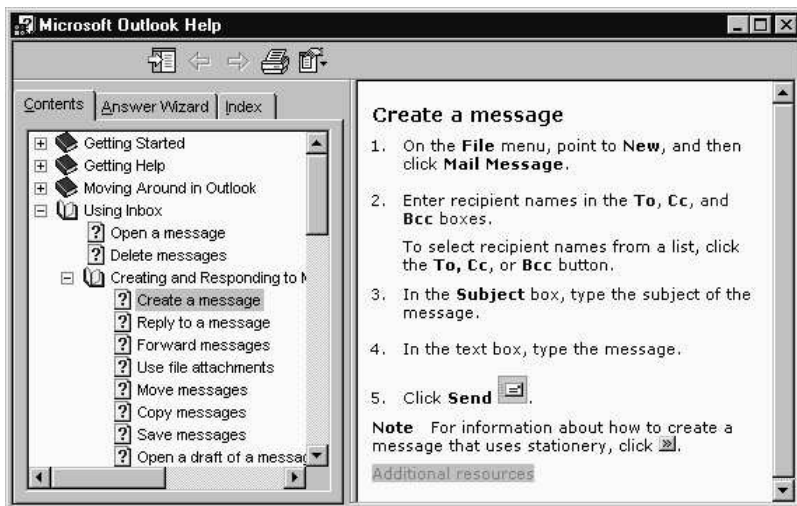 Microsoft Outlook Help
Contents Answer Wizard Index
Getting Started
Getting Help
Moving Around in Outlook
Using Inbox
Open a message
Delete messages
Creating and Responding to M
Create a message
Reply to a message
Forward messages
Use file attachments
Move messages
Copy messages
Save messages
Open a draft of a messag
Create a message
1. On the File menu, point to New, and then
click Mail Message.
2. Enter recipient names in the To, Cc, and
Bcc boxes.
To select recipient names from a list, click
the To, Cc, or Bcc button.
3. In the Subject box, type the subject of the
message.
4. In the text box, type the message.
5. Click Send .
Note For information about how to create a
message that uses stationery, click .
Additional resources